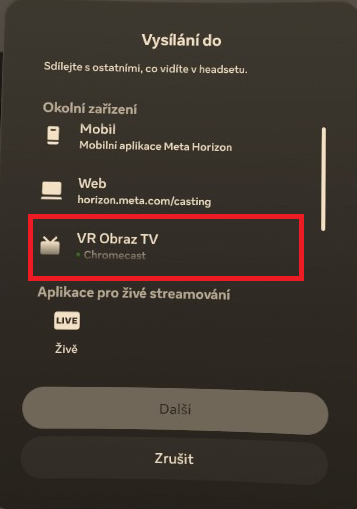 Vysílání do
Sdílejte s ostatními, co vidíte v headsetu.
Okolní zařízení
Mobil
Mobilní aplikace Meta Horizon
Web
horizon.meta.com/casting
VR Obraz TV
Chromecast
Aplikace pro živé streamování
LIVE
Živě
Další
Zrušit